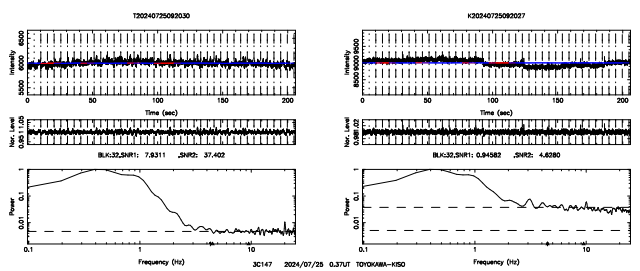 T20240725092030
K20240725092027
Intensity
5500 6000 6500
0 50 100 150 200
Time (sec)
Intensity
8500 9000 9500
0 50 100 150 200
Time (sec)
Nor. Level
Nor. Level
BLK:32,SNR1: 7.9311 ,SNR2: 37.402
BLK:32,SNR1: 0.94582 ,SNR2: 4.6280
Power
0.01 0.1 1
0.1 1 10
Frequency (Hz)
Power
0.01 0.1 1
0.1 1 10
Frequency (Hz)
3C147 2024/07/25 0.37UT TOYOKAWA-KISO